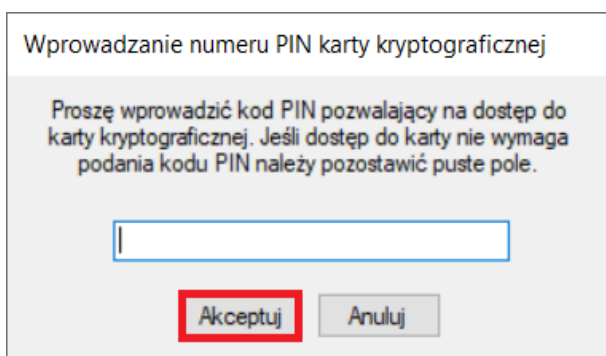 Wprowadzanie numeru PIN karty kryptograficznej
Proszę wprowadzić kod PIN pozwalający na dostęp do
karty kryptograficznej. Jeśli dostęp do karty nie wymaga
podania kodu PIN należy pozostawić puste pole.
Akceptuj
Anuluj